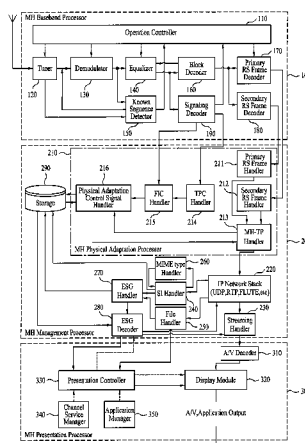 MH Baseband Processor
110
Operation Controller
170
Tuner
Demodulator
Equalizer
Block
Decoder
Primary
RS Frame
Decoder
120
130
140
160
Known
Sequence
Detector
Signaling
Decoder
Secondary
RS Frame
Decoder
150
190
180
210
290
216
211
Primary
RS Frame
Handler
Storage
Physical Adaptation
Control Signal
Handler
FIC
Handler
TPC
Handler
212
Secondary
RS Frame
Handler
215
214
213
MH-TP
Handler
MH Physical Adaptation Processor
260
MIME type
Handler
220
270
ESG
Handler
SI Handler
IP Network Stack
(UDP,RTP,FLUTE,etc)
280
240
230
ESG
Decoder
File
Handler
Streaming
Handler
250
MH Management Processor
A/V Decoder
310
330
Presentation Controller
Display Module
320
340
Channel
Service
Manager
Application
Manager
350
A/V,Application Output
MH Presentation Processor